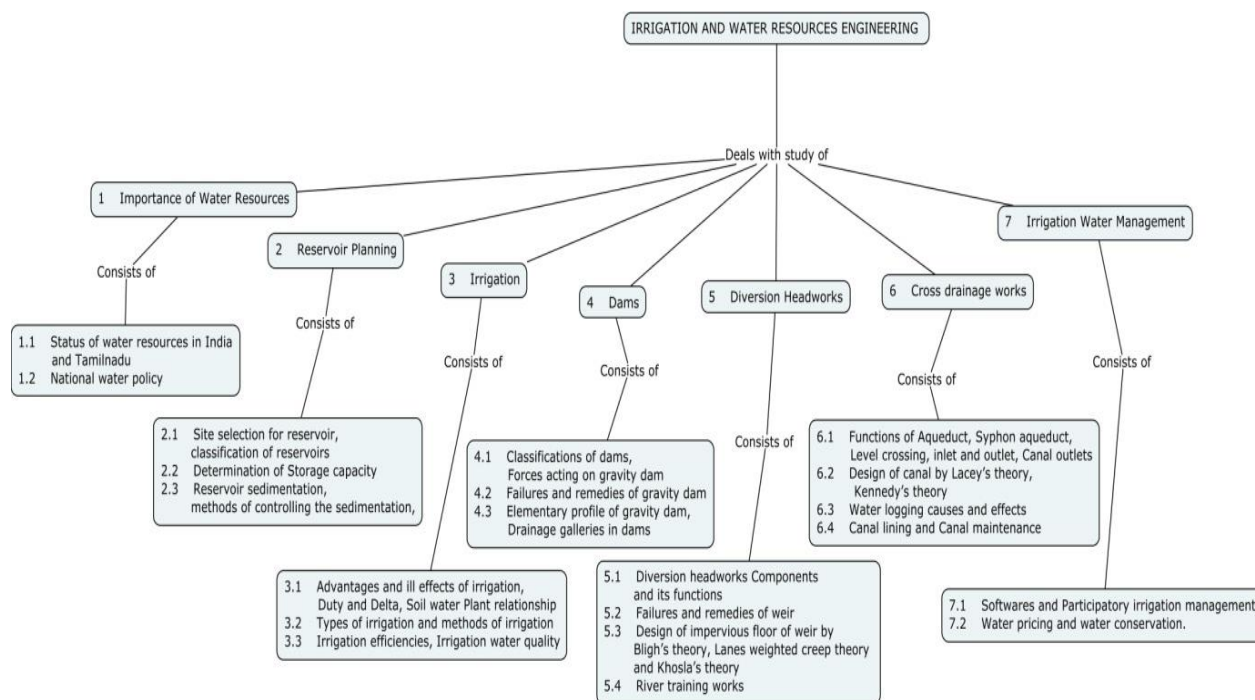 IRRIGATION AND WATER RESOURCES ENGINEERING
Deals with study of
1 Importance of Water Resources
Consists of
1.1 Status of water resources in India
and Tamilnadu
1.2 National water policy
2 Reservoir Planning
Consists of
2.1 Site selection for reservoir,
classification of reservoirs
2.2 Determination of Storage capacity
2.3 Reservoir sedimentation,
methods of controlling the sedimentation,
3 Irrigation
Consists of
3.1 Advantages and ill effects of irrigation,
Duty and Delta, Soil water Plant relationship
3.2 Types of irrigation and methods of irrigation
3.3 Irrigation efficiencies, Irrigation water quality
4 Dams
Consists of
4.1 Classifications of dams,
Forces acting on gravity dam
4.2 Failures and remedies of gravity dam
4.3 Elementary profile of gravity dam,
Drainage galleries in dams
5 Diversion Headworks
Consists of
5.1 Diversion headworks Components
and its functions
5.2 Failures and remedies of weir
5.3 Design of impervious floor of weir by
Bligh's theory, Lanes weighted creep theory
and Khosla's theory
5.4 River training works
6 Cross drainage works
Consists of
6.1 Functions of Aqueduct, Syphon aqueduct,
Level crossing, inlet and outlet, Canal outlets
6.2 Design of canal by Lacey's theory,
Kennedy's theory
6.3 Water logging causes and effects
6.4 Canal lining and Canal maintenance
7 Irrigation Water Management
Consists of
7.1 Softwares and Participatory irrigation management
7.2 Water pricing and water conservation.